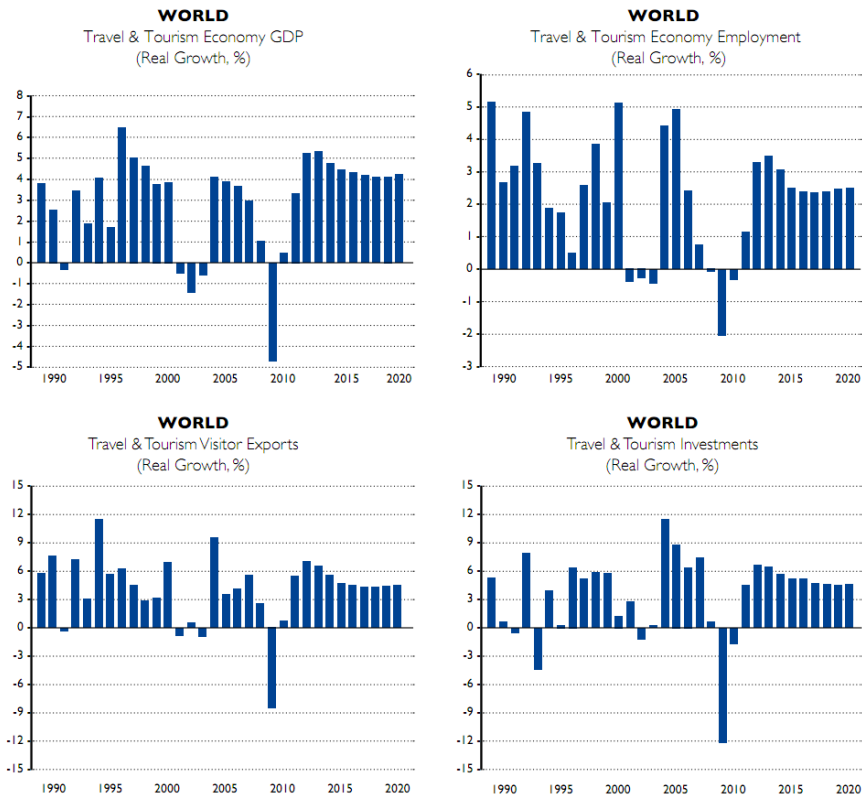 WORLD
Travel & Tourism Economy GDP
(Real Growth, %)
8
7
6
5
4
3
2
1
0
-1
-2
-3
-4
-5
1990 1995 2000 2005 2010 2015 2020
WORLD
Travel & Tourism Economy Employment
(Real Growth, %)
6
5
4
3
2
1
0
-1
-2
-3
1990 1995 2000 2005 2010 2015 2020
WORLD
Travel & Tourism Visitor Exports
(Real Growth, %)
15
12
9
6
3
0
-3
-6
-9
-12
-15
1990 1995 2000 2005 2010 2015 2020
WORLD
Travel & Tourism Investments
(Real Growth, %)
15
12
9
6
3
0
-3
-6
-9
-12
-15
1990 1995 2000 2005 2010 2015 2020